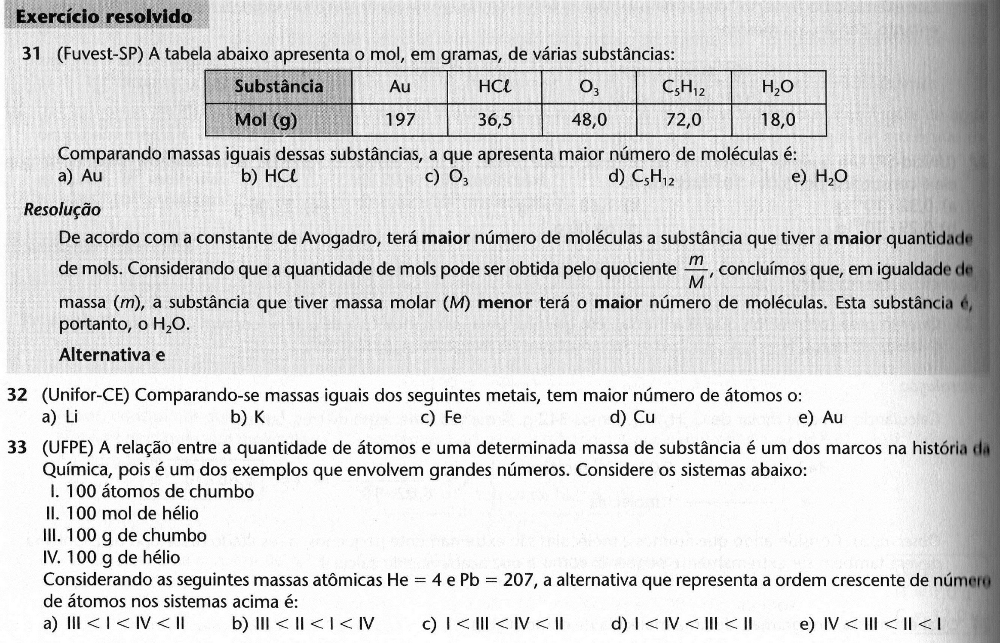 Exercício resolvido
31 (Fuvest-SP) A tabela abaixo apresenta o mol, em gramas, de várias substâncias:
Substância Au HCℓ O₃ C₅H₁₂ H₂O
Mol (g) 197 36,5 48,0 72,0 18,0
Comparando massas iguais dessas substâncias, a que apresenta maior número de moléculas é:
a) Au b) HCℓ c) O₃ d) C₅H₁₂ e) H₂O
Resolução
De acordo com a constante de Avogadro, terá maior número de moléculas a substância que tiver a maior quantidade
de mols. Considerando que a quantidade de mols pode ser obtida pelo quociente m/M, concluímos que, em igualdade de
massa (m), a substância que tiver massa molar (M) menor terá o maior número de moléculas. Esta substância é,
portanto, o H₂O.
Alternativa e
32 (Unifor-CE) Comparando-se massas iguais dos seguintes metais, tem maior número de átomos o:
a) Li b) K c) Fe d) Cu e) Au
33 (UFPE) A relação entre a quantidade de átomos e uma determinada massa de substância é um dos marcos na história da
Química, pois é um dos exemplos que envolvem grandes números. Considere os sistemas abaixo:
I. 100 átomos de chumbo
II. 100 mol de hélio
III. 100 g de chumbo
IV. 100 g de hélio
Considerando as seguintes massas atômicas He = 4 e Pb = 207, a alternativa que representa a ordem crescente de número
de átomos nos sistemas acima é:
a) III < I < IV < II b) III < II < I < IV c) I < III < IV < II d) I < IV < III < II e) IV < III < II < I